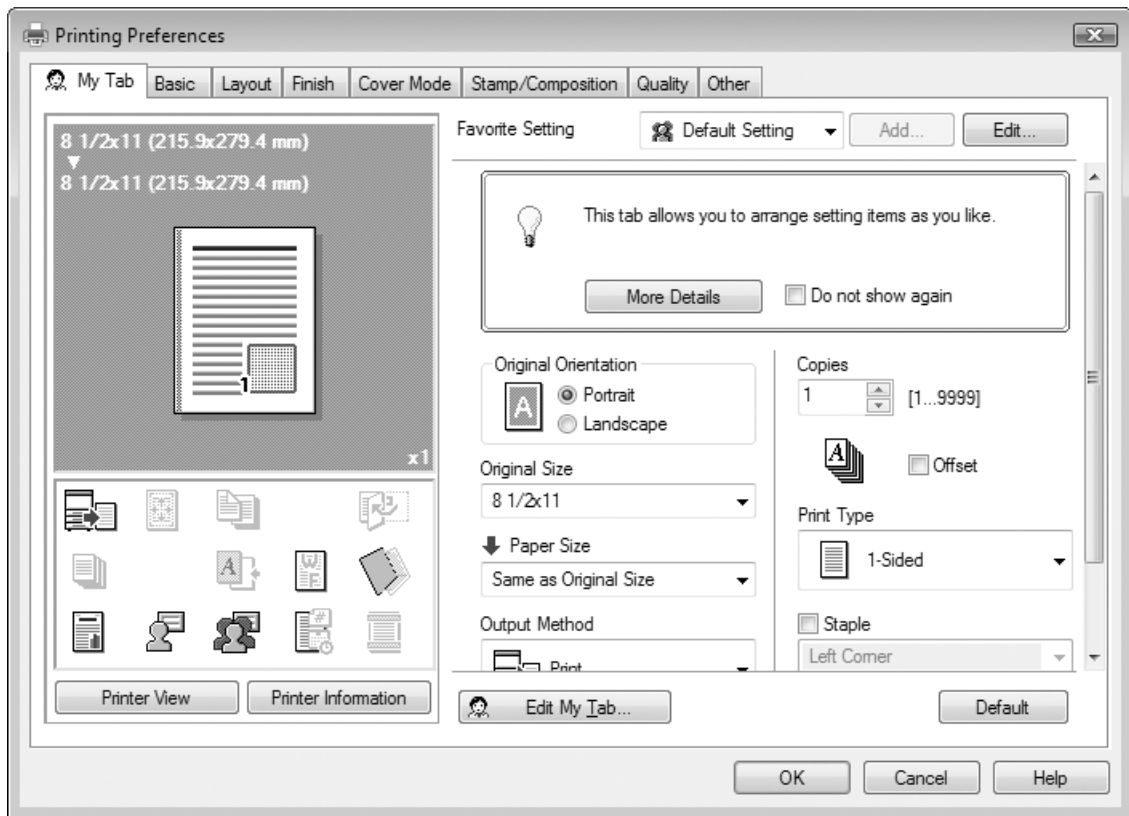 Printing Preferences
My Tab
Basic
Layout
Finish
Cover Mode
Stamp/Composition
Quality
Other
8 1/2x11 (215.9x279.4 mm)
8 1/2x11 (215.9x279.4 mm)
1
x1
Printer View
Printer Information
Favorite Setting
Default Setting
Add...
Edit...
This tab allows you to arrange setting items as you like.
More Details
Do not show again
Original Orientation
A
Portrait
Landscape
Original Size
8 1/2x11
Paper Size
Same as Original Size
Output Method
Print
Copies
1
[1...9999]
A
Offset
Print Type
1-Sided
Staple
Left Corner
A
W
F
#
Edit My Tab...
Default
OK
Cancel
Help